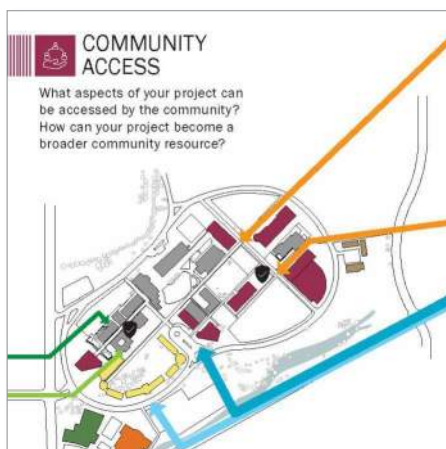 COMMUNITY
ACCESS
What aspects of your project can
be accessed by the community?
How can your project become a
broader community resource?